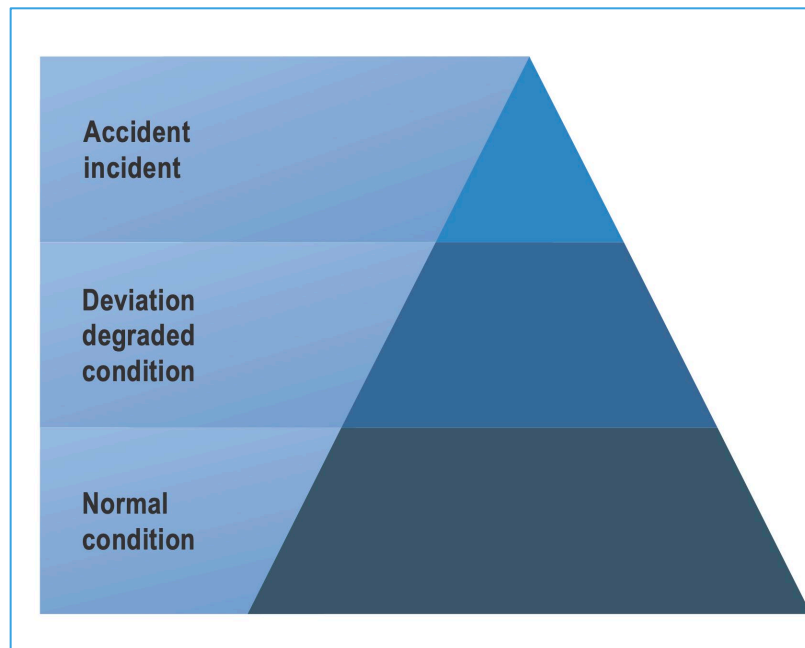 Accident
incident
Deviation
degraded
condition
Normal
condition